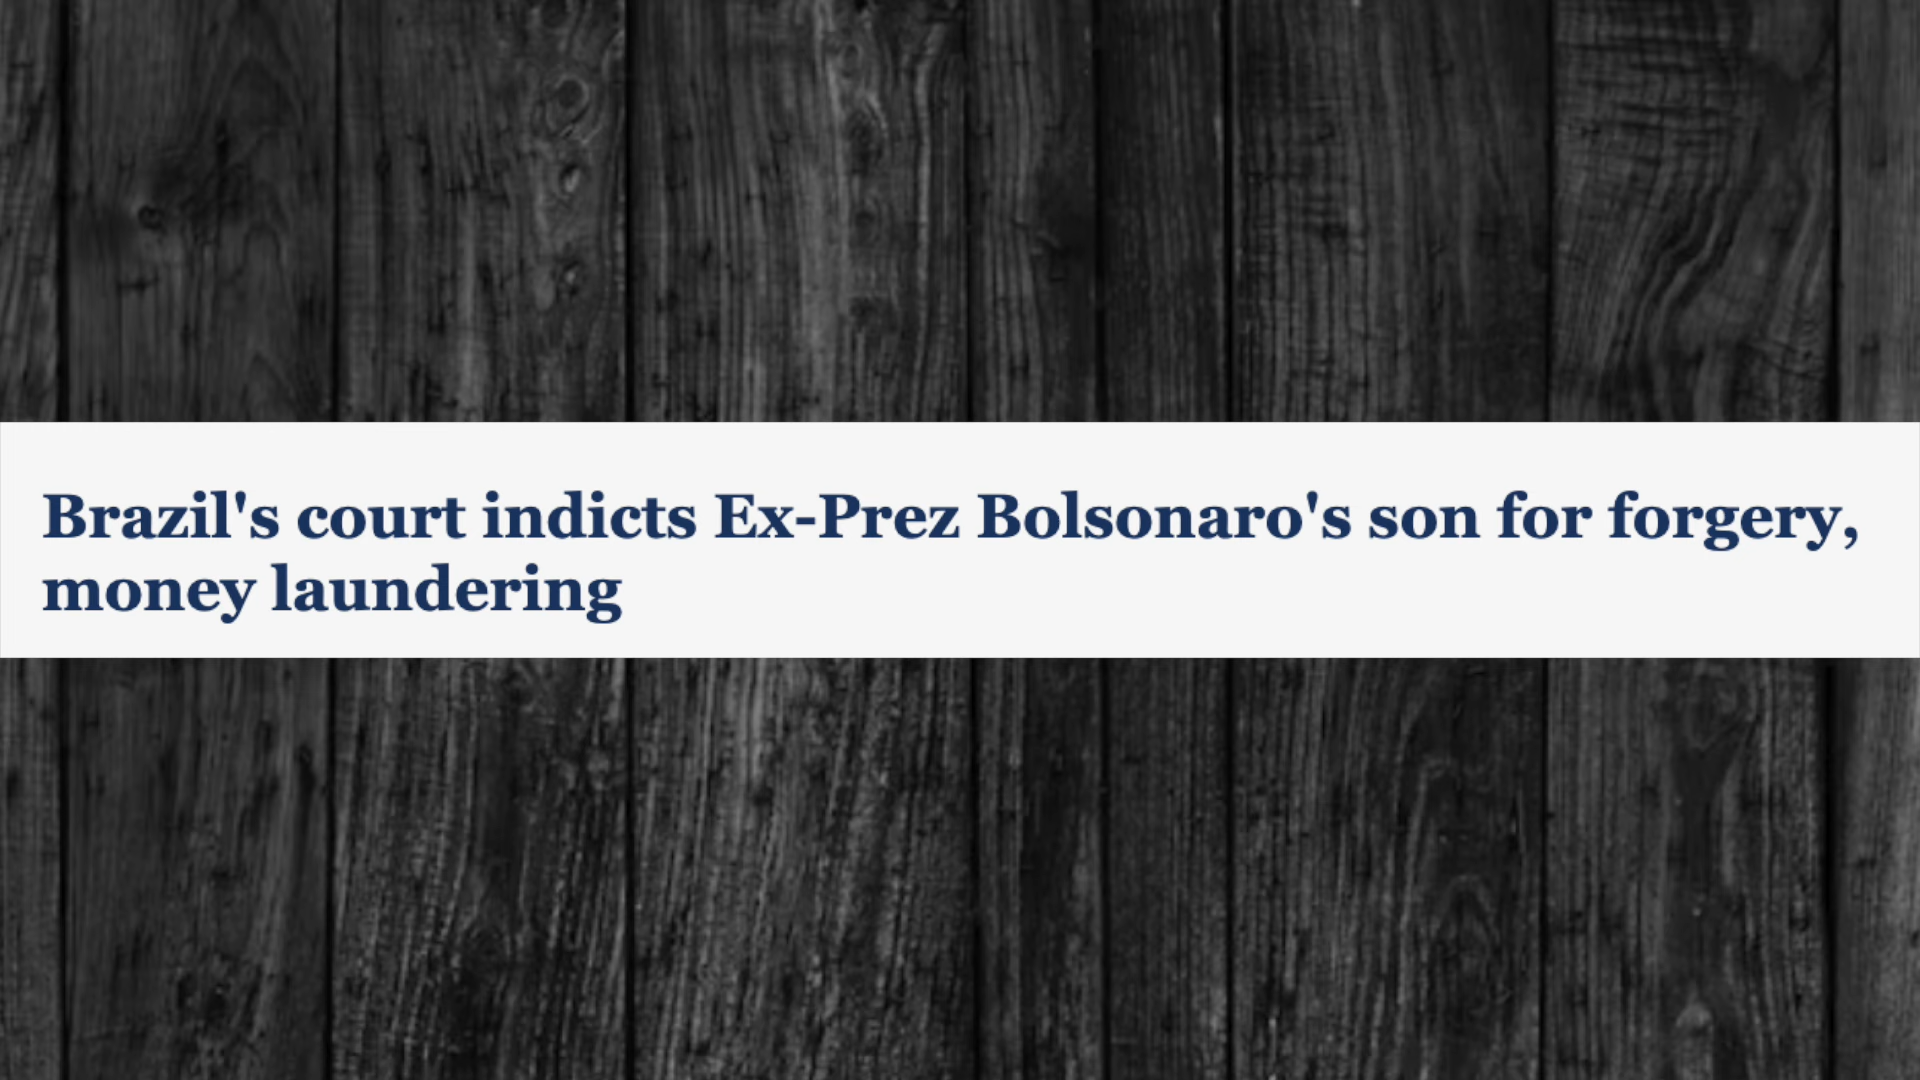 Brazil's court indicts Ex-Prez Bolsonaro's son for forgery,
money laundering